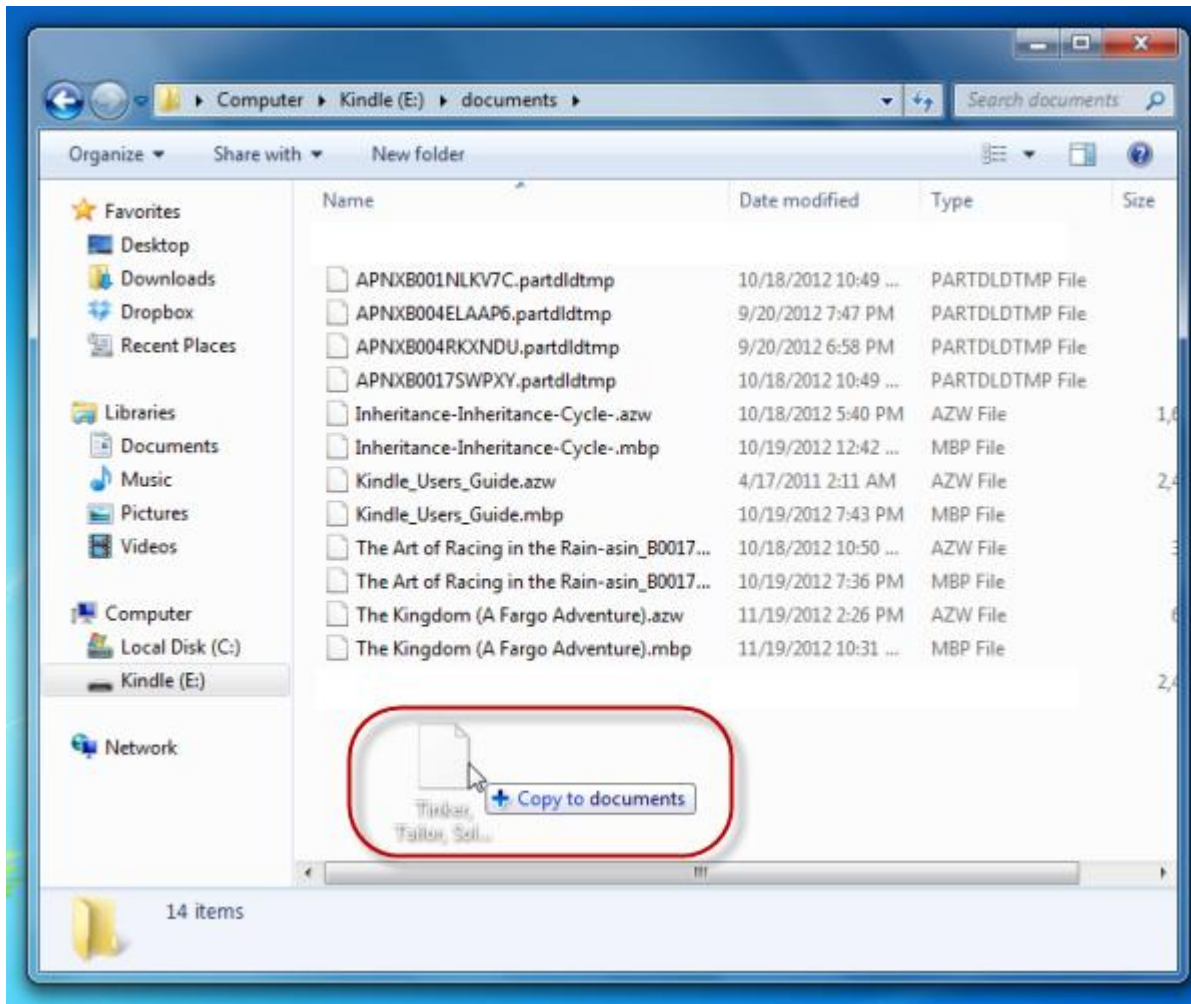 Computer ▸ Kindle (E:) ▸ documents ▸ Search documents
Organize Share with New folder
Name Date modified Type Size
Favorites
Desktop
Downloads
Dropbox
Recent Places
Libraries
Documents
Music
Pictures
Videos
Computer
Local Disk (C:)
Kindle (E:)
Network
APNXB001NLKV7C.partdldtmp 10/18/2012 10:49 ... PARTDLDTMP File
APNXB004ELAAP6.partdldtmp 9/20/2012 7:47 PM PARTDLDTMP File
APNXB004RKXNDU.partdldtmp 9/20/2012 6:58 PM PARTDLDTMP File
APNXB0017SWPXY.partdldtmp 10/18/2012 10:49 ... PARTDLDTMP File
Inheritance-Inheritance-Cycle-.azw 10/18/2012 5:40 PM AZW File
Inheritance-Inheritance-Cycle-.mbp 10/19/2012 12:42 ... MBP File
Kindle_Users_Guide.azw 4/17/2011 2:11 AM AZW File 2,4
Kindle_Users_Guide.mbp 10/19/2012 7:43 PM MBP File
The Art of Racing in the Rain-asin_B0017... 10/18/2012 10:50 ... AZW File
The Art of Racing in the Rain-asin_B0017... 10/19/2012 7:36 PM MBP File
The Kingdom (A Fargo Adventure).azw 11/19/2012 2:26 PM AZW File
The Kingdom (A Fargo Adventure).mbp 11/19/2012 10:31 ... MBP File
2,4
Tinker,
Tailor, Sol...
Copy to documents
14 items